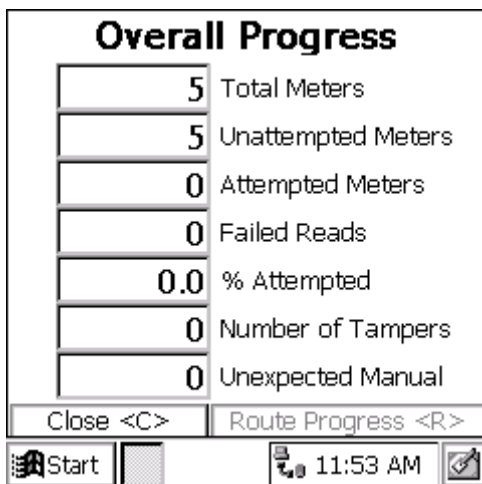 Overall Progress
5 Total Meters
5 Unattempted Meters
0 Attempted Meters
0 Failed Reads
0.0 % Attempted
0 Number of Tampers
0 Unexpected Manual
Close <C> Route Progress <R>
Start 11:53 AM